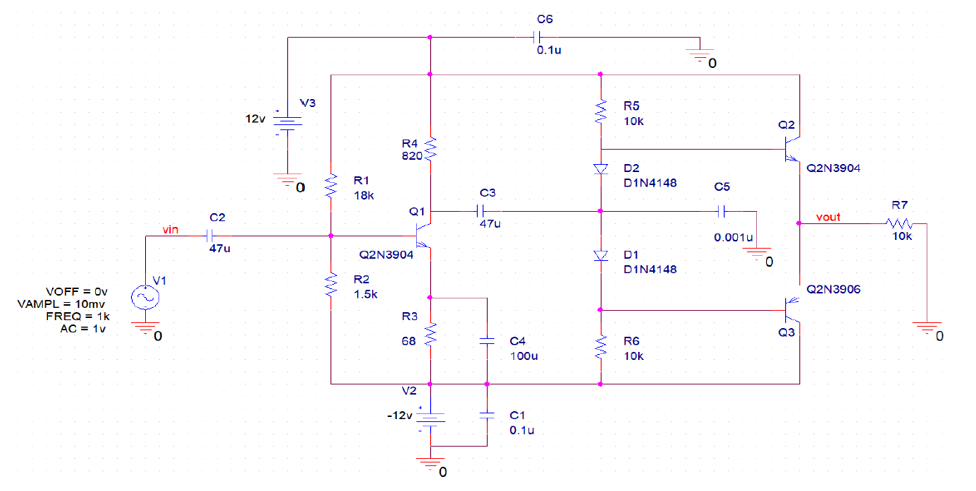 C6
0.1u
0
V3
12v
0
R5
10k
Q2
Q2N3904
R4
820
D2
D1N4148
R1
18k
C3
47u
C5
0.001u
0
R7
10k
0
vout
Q1
Q2N3904
vin
C2
47u
D1
D1N4148
R2
1.5k
V1
VOFF = 0v
VAMPL = 10mv
FREQ = 1k
AC = 1v
0
Q2N3906
Q3
R3
68
C4
100u
R6
10k
V2
-12v
C1
0.1u
0